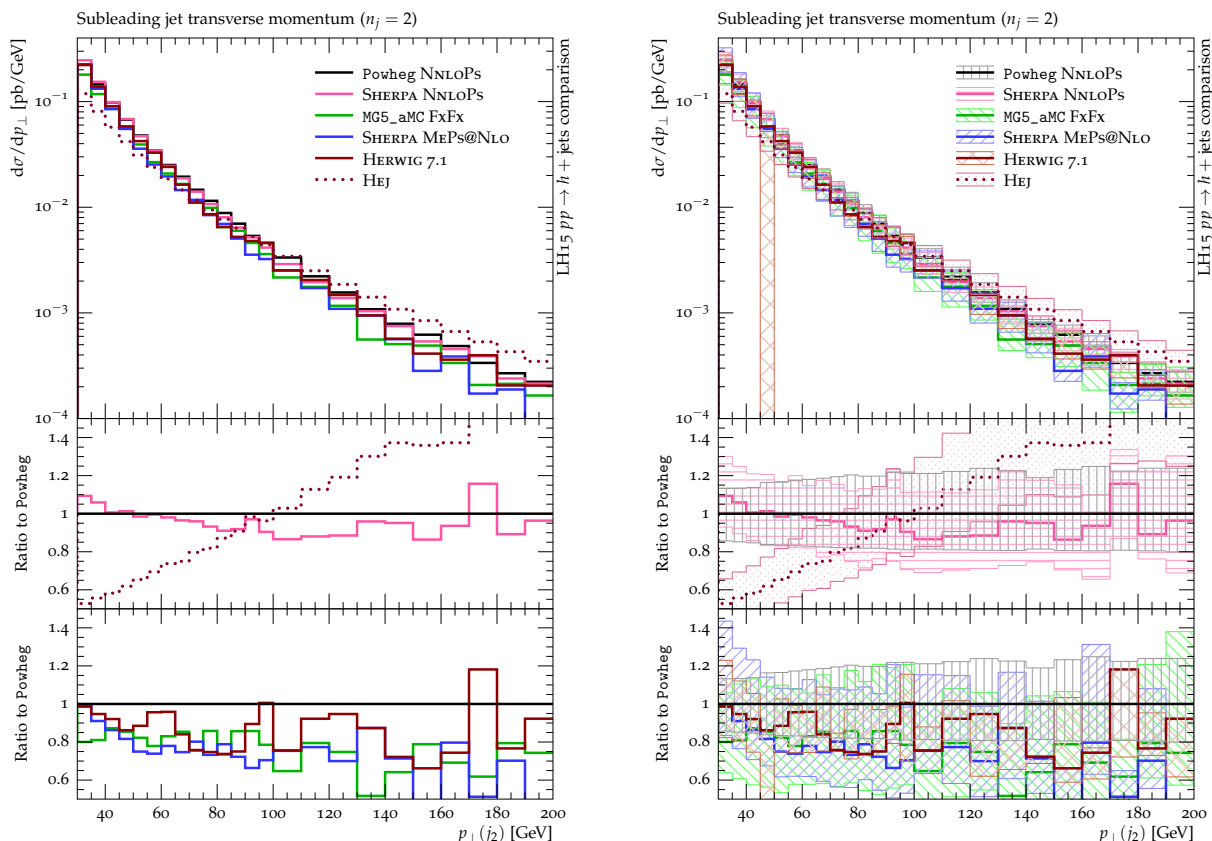 Subleading jet transverse momentum (n_j = 2)
dσ/dp⊥ [pb/GeV]
10⁻¹
10⁻²
10⁻³
10⁻⁴
Powheg NNLOPS
SHERPA NNLOPS
MG5_aMC FxFx
SHERPA MEPS@NLO
HERWIG 7.1
HEJ
LH15 pp → h + jets comparison
Ratio to Powheg
1.4
1.2
1
0.8
0.6
Ratio to Powheg
1.4
1.2
1
0.8
0.6
40 60 80 100 120 140 160 180 200
p⊥(j₂) [GeV]
Subleading jet transverse momentum (n_j = 2)
dσ/dp⊥ [pb/GeV]
10⁻¹
10⁻²
10⁻³
10⁻⁴
Powheg NNLOPS
SHERPA NNLOPS
MG5_aMC FxFx
SHERPA MEPS@NLO
HERWIG 7.1
HEJ
LH15 pp → h + jets comparison
Ratio to Powheg
1.4
1.2
1
0.8
0.6
Ratio to Powheg
1.4
1.2
1
0.8
0.6
40 60 80 100 120 140 160 180 200
p⊥(j₂) [GeV]